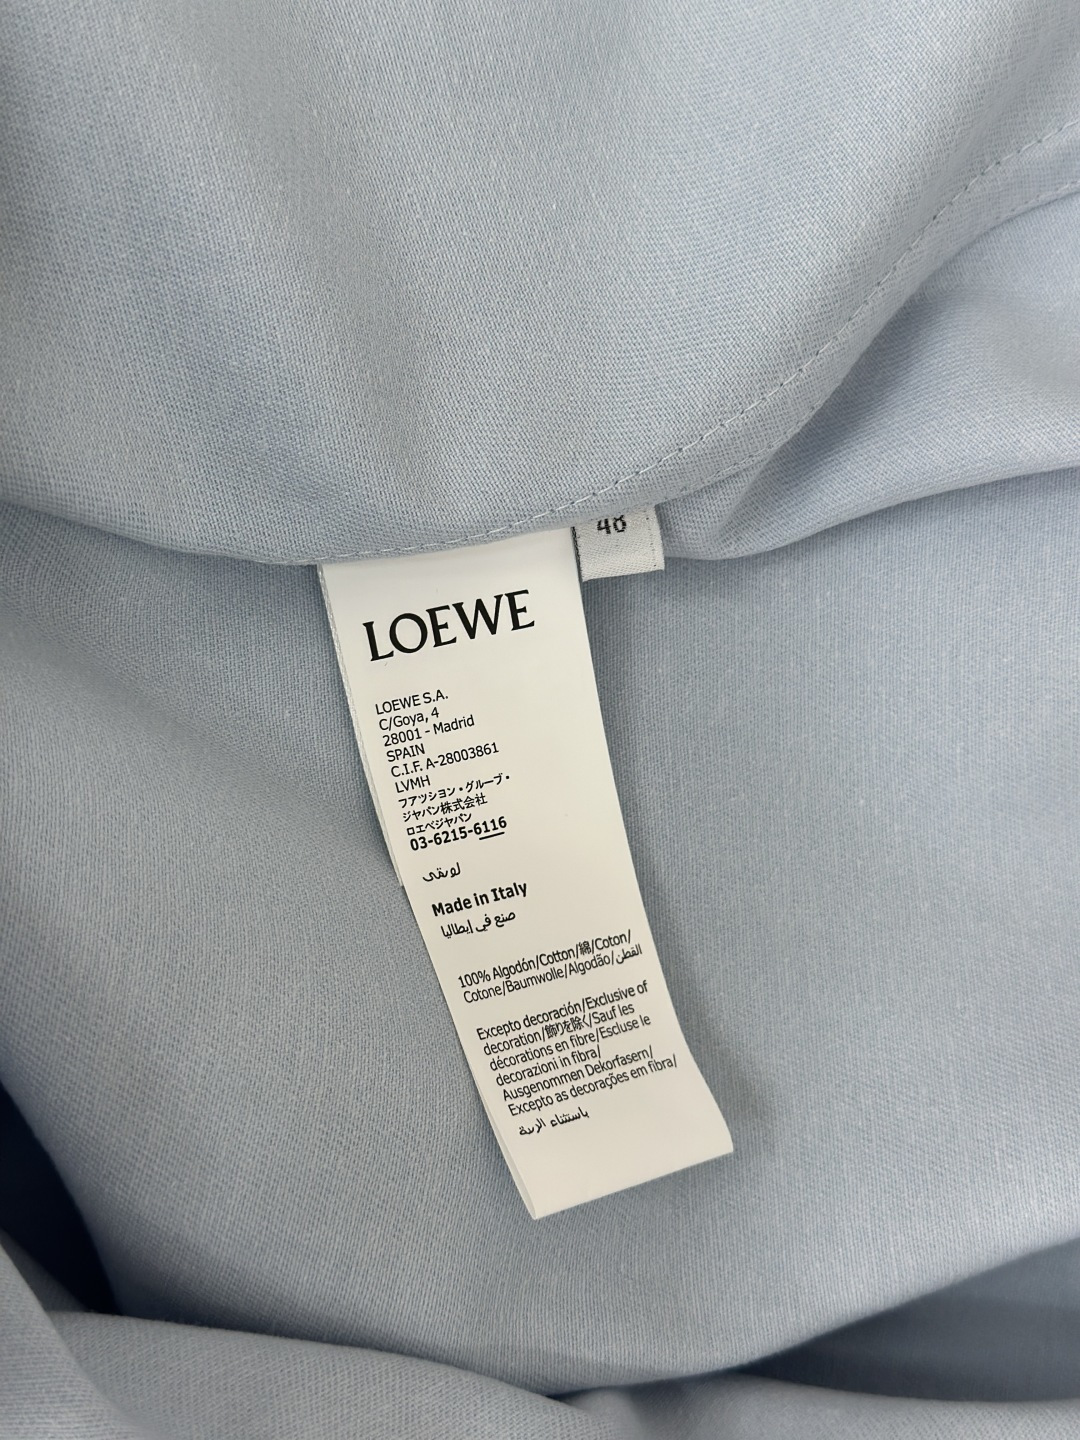 48
LOEWE
LOEWE S.A.
C/Goya, 4
28001 - Madrid
SPAIN
C.I.F. A-28003861
LVMH
ファッション・グループ・
ジャパン株式会社
ロエベジャパン
03-6215-6116
Made in Italy
صنع في إيطاليا
100% Algodón/Cotton/綿/Coton/
Cotone/Baumwolle/Algodão/القطن
Excepto decoración/Exclusive of
decoration/飾りを除く/Sauf les
décorations en fibre/Escluse le
decorazioni in fibra/
Ausgenommen Dekorfasern/
Excepto as decorações em fibra/
باستثناء